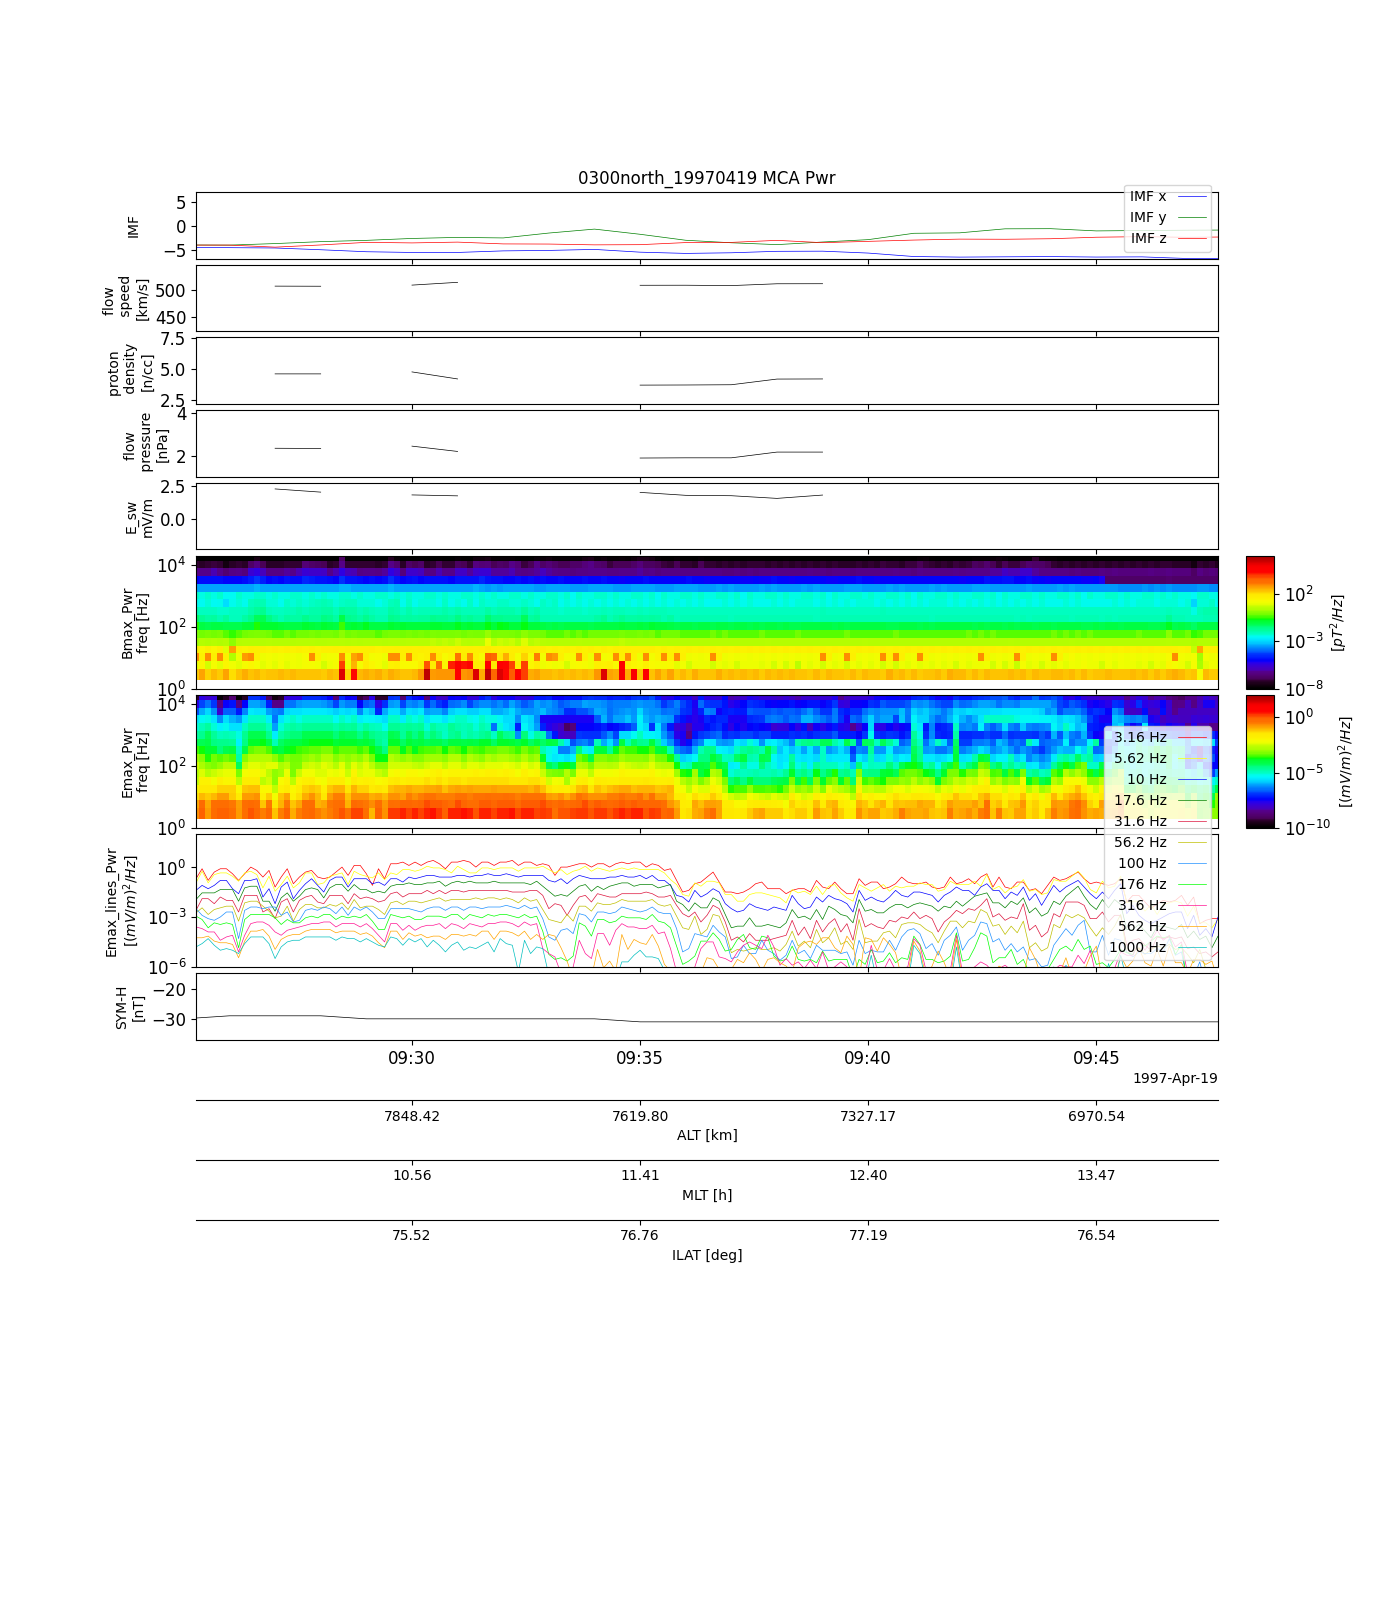 0300north_19970419 MCA Pwr
5
0
−5
IMF
IMF x
IMF y
IMF z
500
450
flow
speed
[km/s]
7.5
5.0
2.5
proton
density
[n/cc]
4
2
flow
pressure
[nPa]
2.5
0.0
E_sw
mV/m
10^4
10^2
10^0
Bmax_Pwr
freq [Hz]
10^2
10^−3
10^−8
[pT^2/Hz]
10^4
10^2
10^0
Emax_Pwr
freq [Hz]
10^0
10^−5
10^−10
[(mV/m)^2/Hz]
3.16 Hz
5.62 Hz
10 Hz
17.6 Hz
31.6 Hz
56.2 Hz
100 Hz
176 Hz
316 Hz
562 Hz
1000 Hz
10^0
10^−3
10^−6
Emax_lines_Pwr
[(mV/m)^2/Hz]
−20
−30
SYM-H
[nT]
09:30 09:35 09:40 09:45
1997-Apr-19
7848.42 7619.80 7327.17 6970.54
ALT [km]
10.56 11.41 12.40 13.47
MLT [h]
75.52 76.76 77.19 76.54
ILAT [deg]